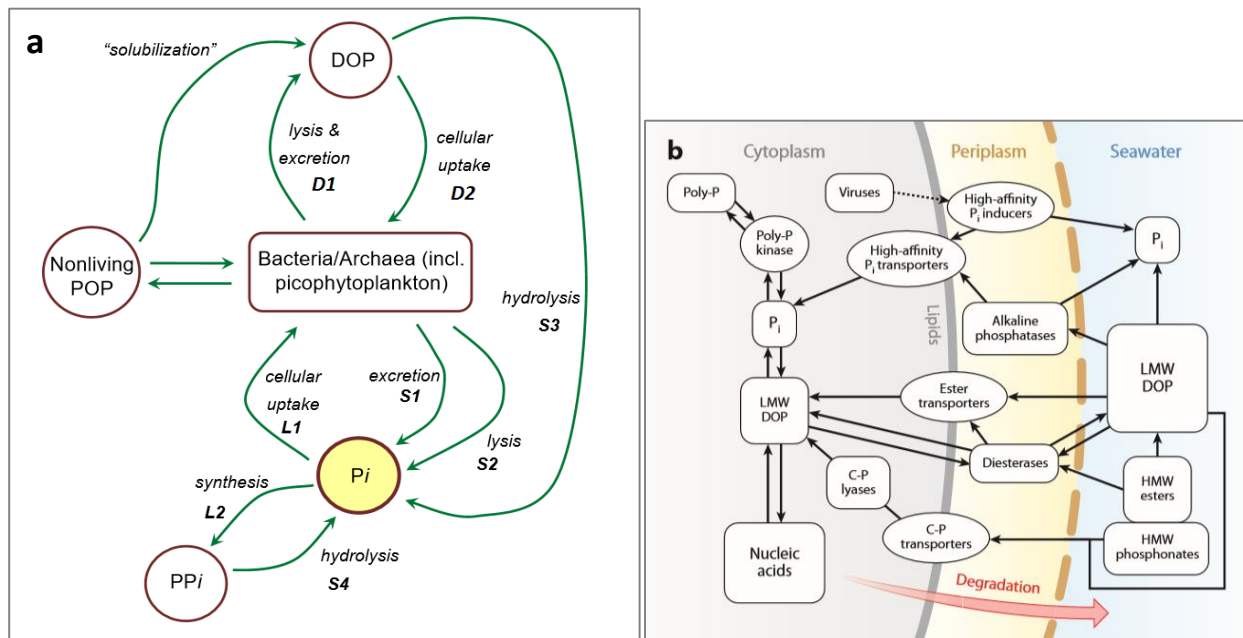 a
"solubilization"
DOP
lysis &
excretion
D1
cellular
uptake
D2
Nonliving
POP
Bacteria/Archaea (incl.
picophytoplankton)
hydrolysis
S3
cellular
uptake
L1
excretion
S1
lysis
S2
Pi
synthesis
L2
hydrolysis
S4
PPi
b
Cytoplasm
Periplasm
Seawater
Poly-P
Viruses
High-affinity
Pi inducers
Poly-P
kinase
High-affinity
Pi transporters
Pi
Pi
Lipids
Alkaline
phosphatases
LMW
DOP
Ester
transporters
LMW
DOP
Diesterases
C-P
lyases
HMW
esters
C-P
transporters
HMW
phosphonates
Nucleic
acids
Degradation